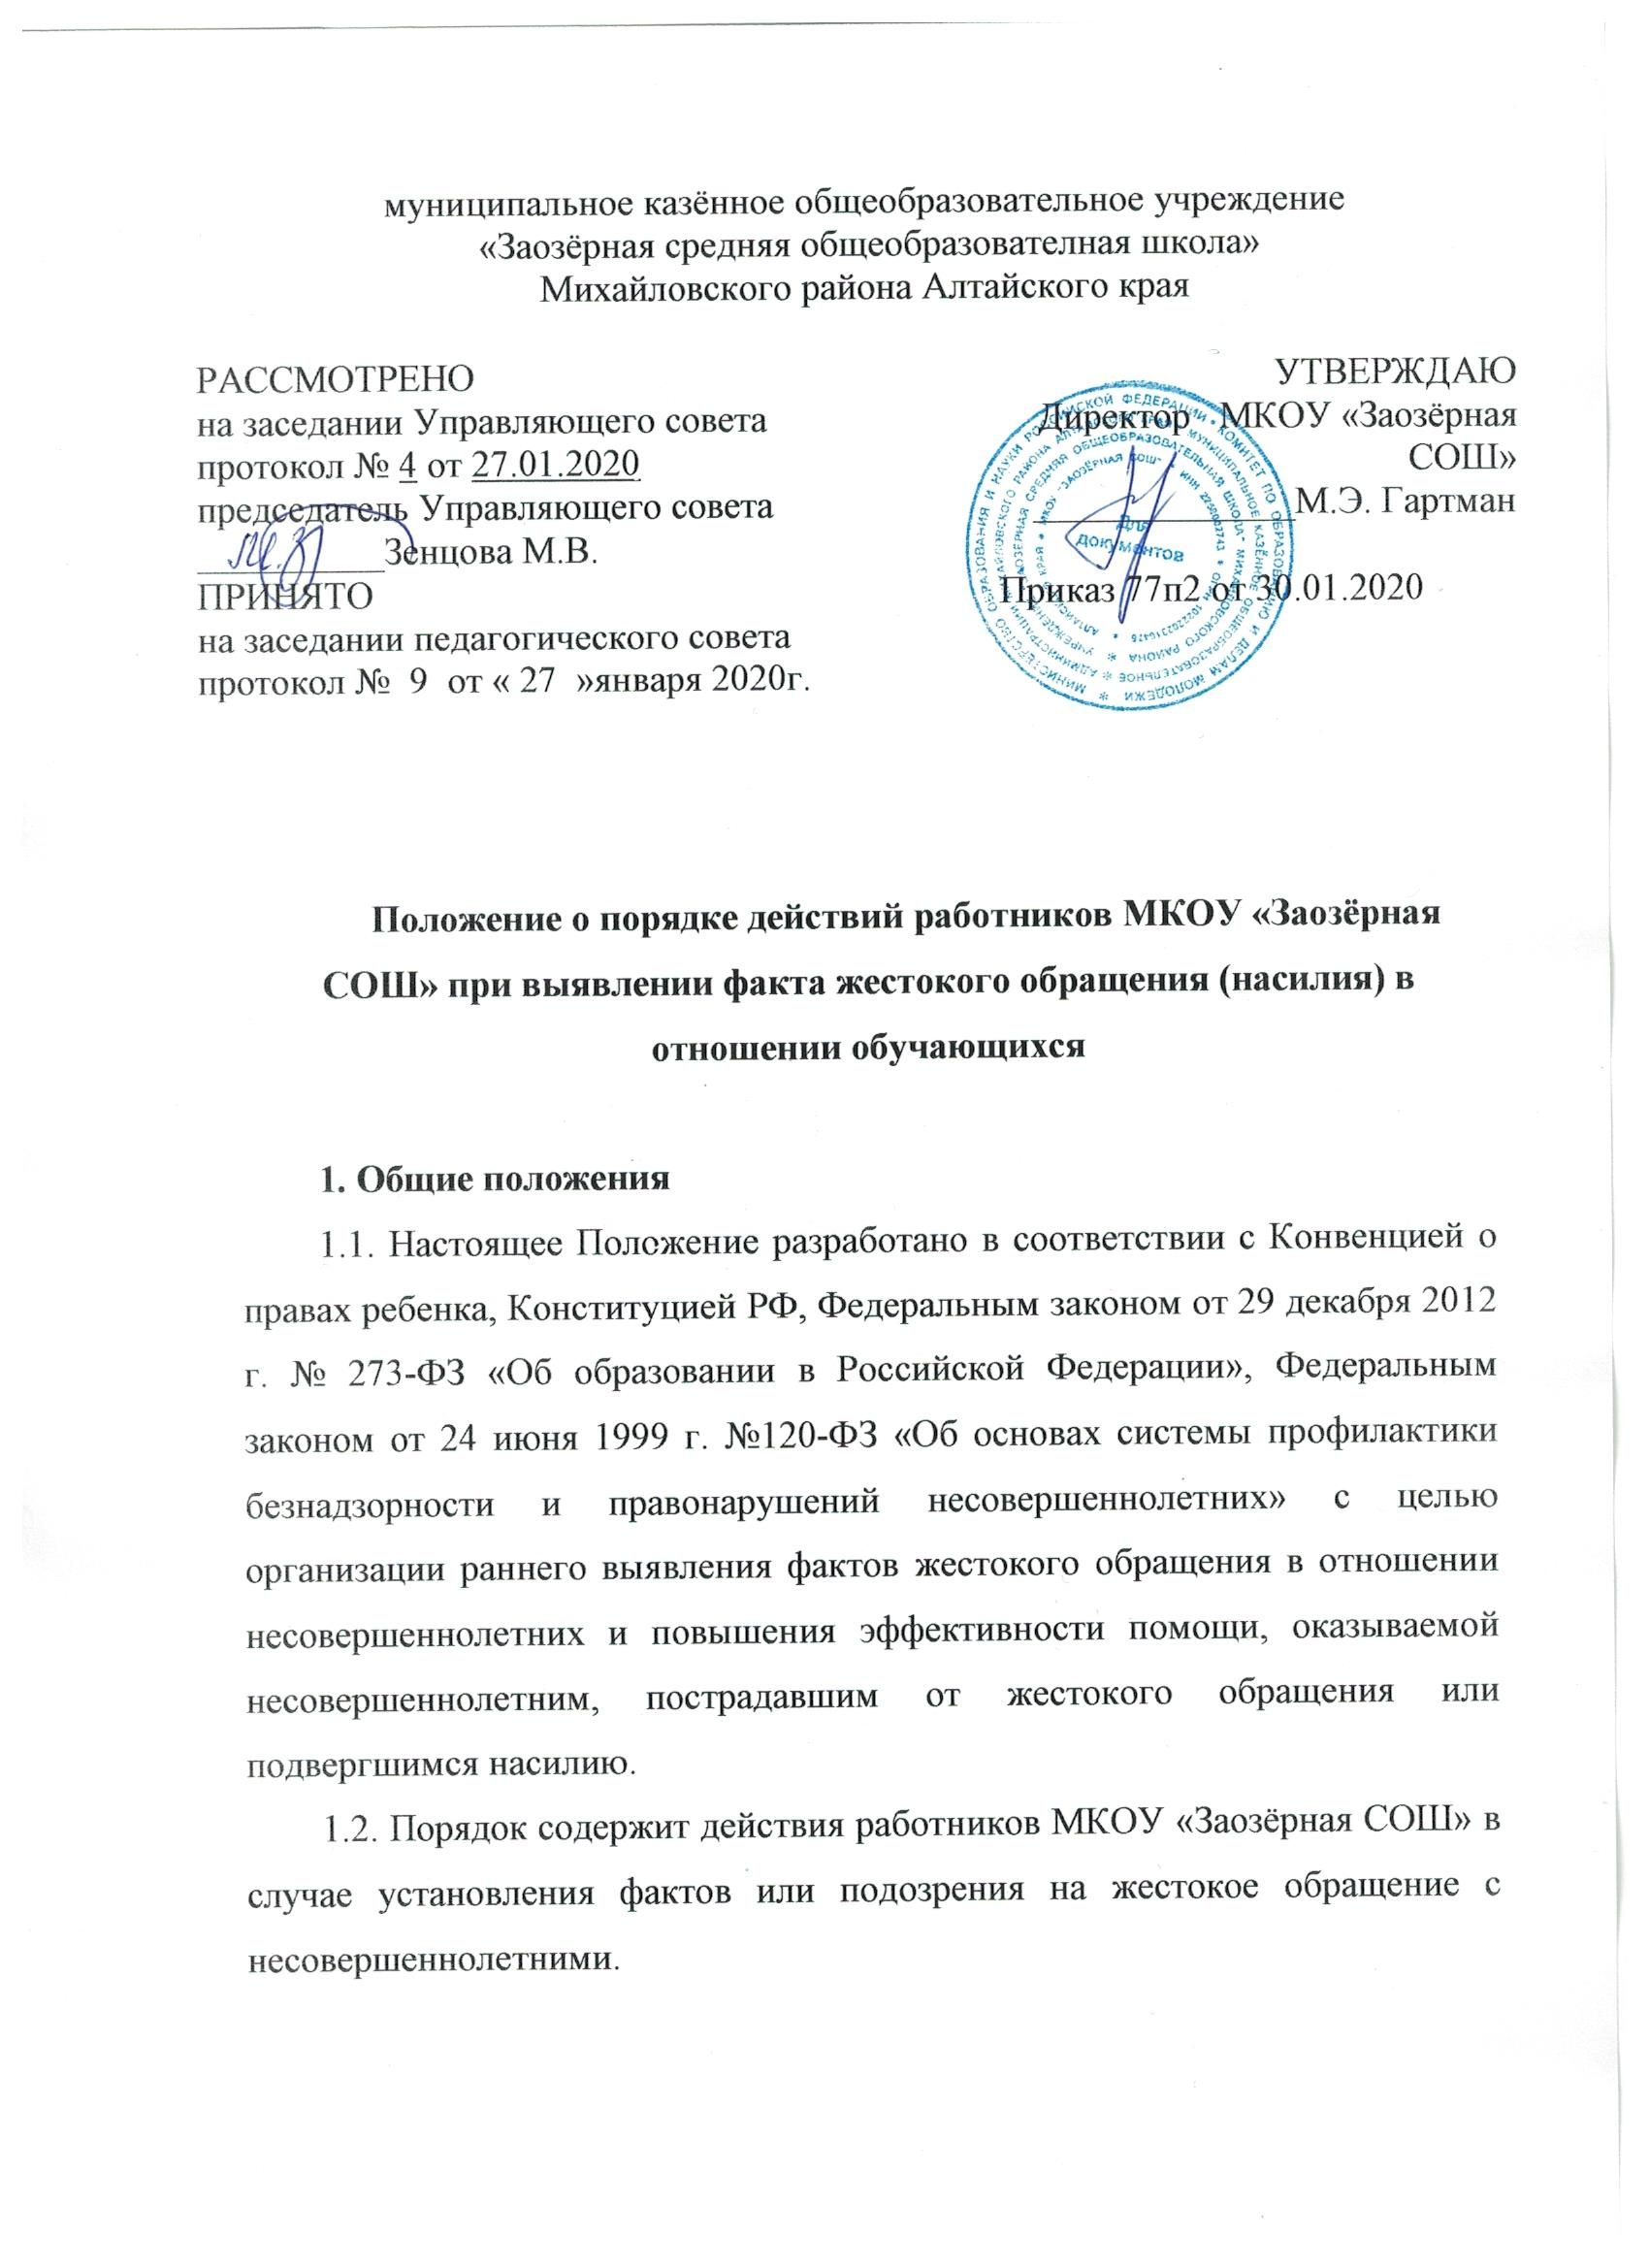 муниципальное казённое общеобразовательное учреждение
«Заозёрная средняя общеобразователная школа»
Михайловского района Алтайского края
РАССМОТРЕНО
на заседании Управляющего совета
протокол № 4 от 27.01.2020
председатель Управляющего совета
Зенцова М.В.
ПРИНЯТО
на заседании педагогического совета
протокол № 9 от « 27 »января 2020г.
УТВЕРЖДАЮ
Директор МКОУ «Заозёрная
СОШ»
М.Э. Гартман
Приказ 77п2 от 30.01.2020
Для
документов
Положение о порядке действий работников МКОУ «Заозёрная
СОШ» при выявлении факта жестокого обращения (насилия) в
отношении обучающихся
1. Общие положения
1.1. Настоящее Положение разработано в соответствии с Конвенцией о
правах ребенка, Конституцией РФ, Федеральным законом от 29 декабря 2012
г. № 273-ФЗ «Об образовании в Российской Федерации», Федеральным
законом от 24 июня 1999 г. №120-ФЗ «Об основах системы профилактики
безнадзорности и правонарушений несовершеннолетних» с целью
организации раннего выявления фактов жестокого обращения в отношении
несовершеннолетних и повышения эффективности помощи, оказываемой
несовершеннолетним, пострадавшим от жестокого обращения или
подвергшимся насилию.
1.2. Порядок содержит действия работников МКОУ «Заозёрная СОШ» в
случае установления фактов или подозрения на жестокое обращение с
несовершеннолетними.